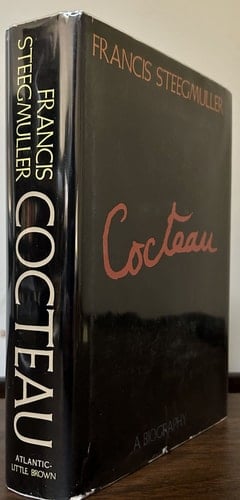 FRANCIS
STEEGMULLER
COCTEAU
ATLANTIC-
LITTLE BROWN
FRANCIS STEEGMULLER
Cocteau
A BIOGRAPHY